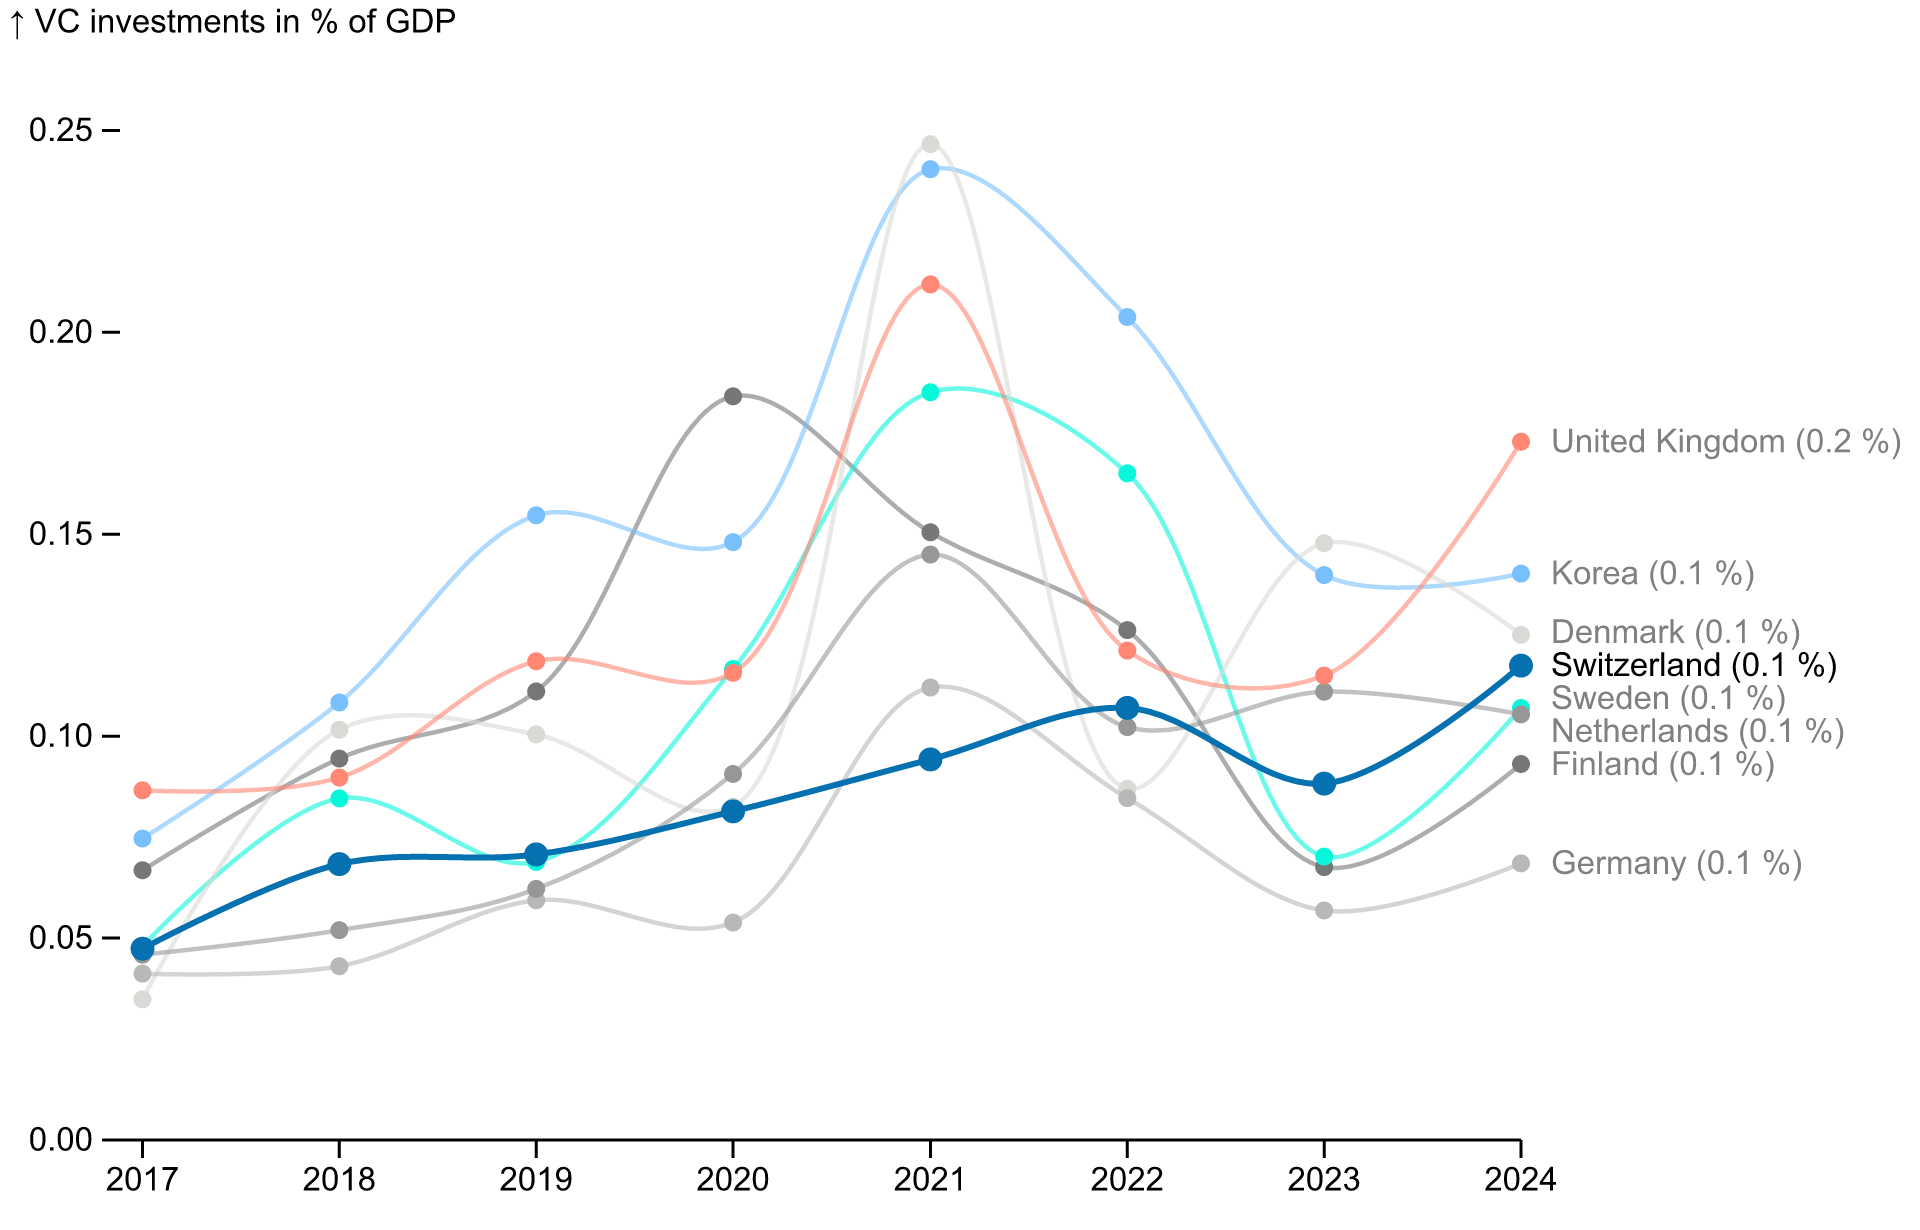 ↑ VC investments in % of GDP
0.25
0.20
0.15
0.10
0.05
0.00
2017 2018 2019 2020 2021 2022 2023 2024
United Kingdom (0.2 %)
Korea (0.1 %)
Denmark (0.1 %)
Switzerland (0.1 %)
Sweden (0.1 %)
Netherlands (0.1 %)
Finland (0.1 %)
Germany (0.1 %)